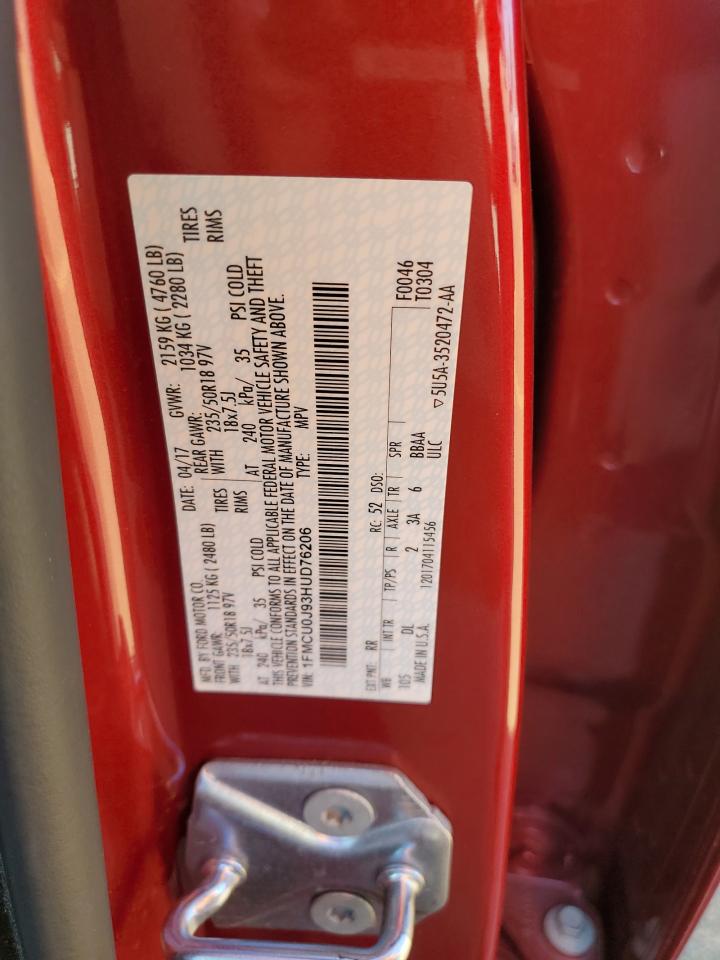 MFD. BY FORD MOTOR CO. DATE: 04/17 GVWR: 2159 KG ( 4760 LB)
FRONT GAWR: 1125 KG ( 2480 LB) REAR GAWR: 1034 KG ( 2280 LB)
WITH 235/50R18 97V TIRES WITH 235/50R18 97V TIRES
18x7.5J RIMS 18x7.5J RIMS
AT 240 kPa/ 35 PSI COLD AT 240 kPa/ 35 PSI COLD
THIS VEHICLE CONFORMS TO ALL APPLICABLE FEDERAL MOTOR VEHICLE SAFETY AND THEFT
PREVENTION STANDARDS IN EFFECT ON THE DATE OF MANUFACTURE SHOWN ABOVE.
VIN: 1FMCU0J93HUD76206 TYPE: MPV
EXT PNT: RR RC: 52 DSO:
WB INT TR TP/PS R AXLE TR SPR F0046
105 DL 2 3A 6 BBAA T0304
MADE IN U.S.A. 1201704115456 ULC
▽5U5A-3520472-AA